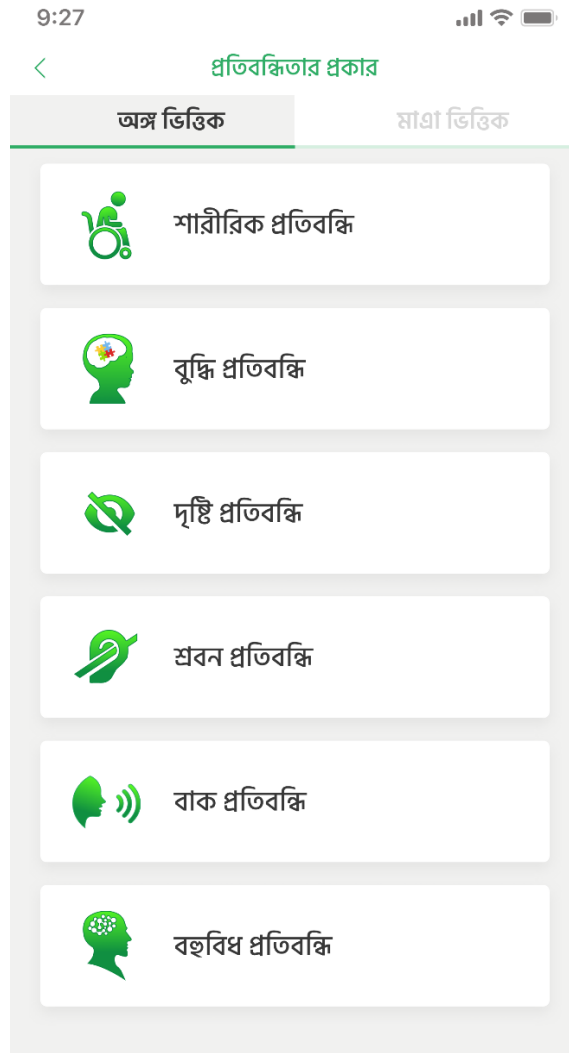 9:27
প্রতিবন্ধিতার প্রকার
অঙ্গ ভিত্তিক
মাএা ভিত্তিক
শারীরিক প্রতিবন্ধি
বুদ্ধি প্রতিবন্ধি
দৃষ্টি প্রতিবন্ধি
শ্রবন প্রতিবন্ধি
বাক প্রতিবন্ধি
বহুবিধ প্রতিবন্ধি